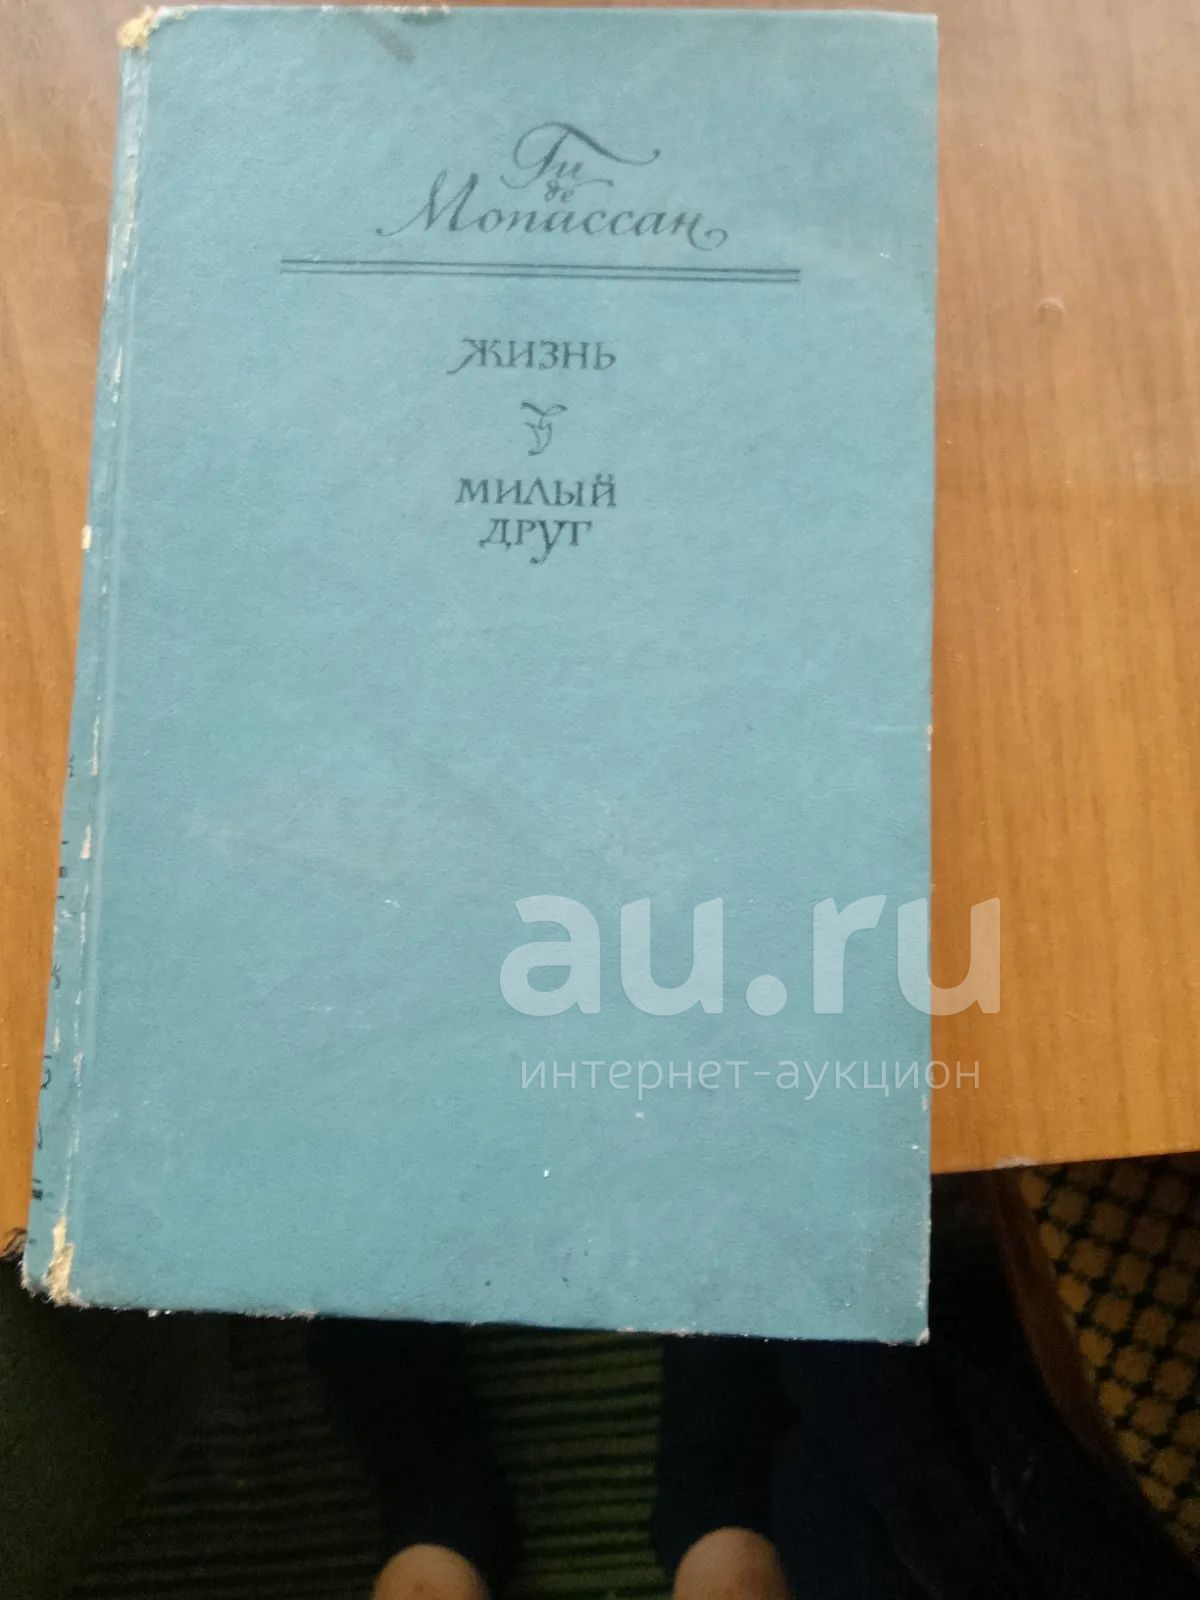 Ги
де
Мопассан
ЖИЗНЬ
МИЛЫЙ
ДРУГ
au.ru
интернет-аукцион